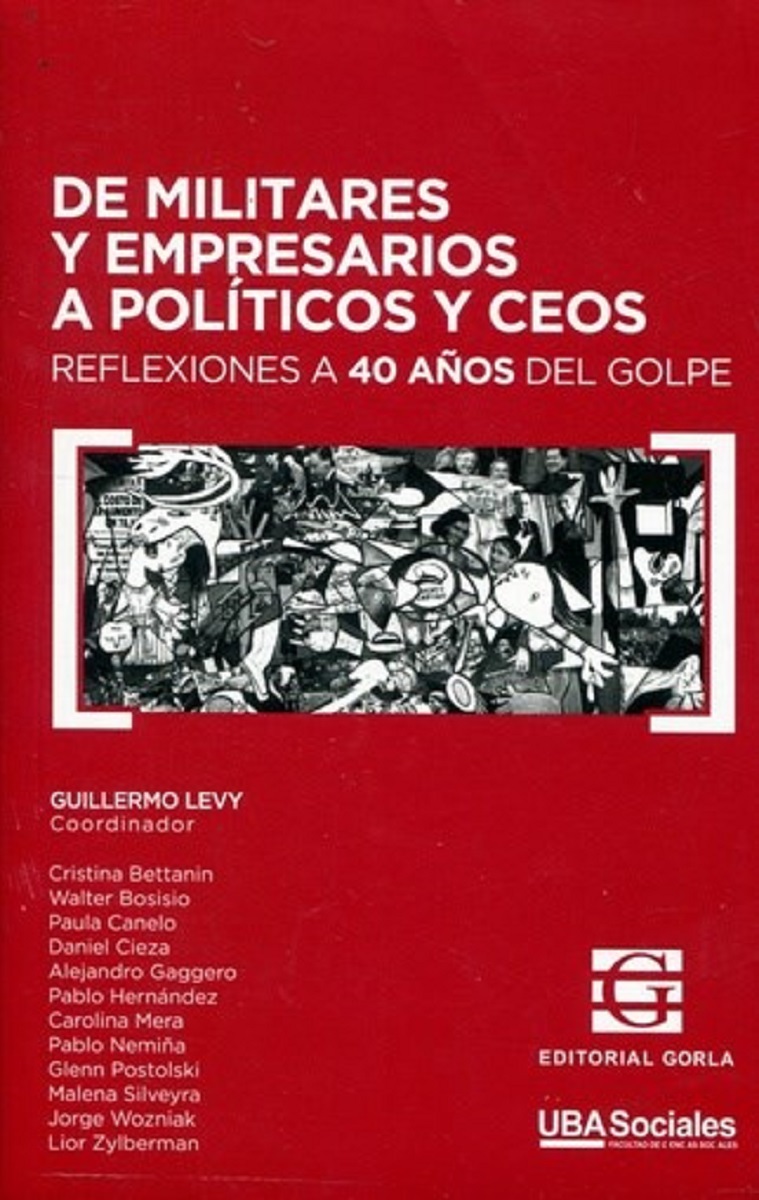 DE MILITARES
Y EMPRESARIOS
A POLÍTICOS Y CEOS
REFLEXIONES A 40 AÑOS DEL GOLPE
GUILLERMO LEVY
Coordinador
Cristina Bettanin
Walter Bosisio
Paula Canelo
Daniel Cieza
Alejandro Gaggero
Pablo Hernández
Carolina Mera
Pablo Nemiña
Glenn Postolski
Malena Silveyra
Jorge Wozniak
Lior Zylberman
G
EDITORIAL GORLA
UBASociales